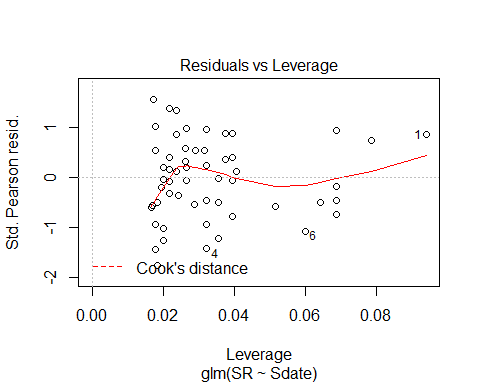 Residuals vs Leverage
Std. Pearson resid.
1
0
-1
-2
1
6
4
Cook's distance
0.00 0.02 0.04 0.06 0.08
Leverage
glm(SR ~ Sdate)